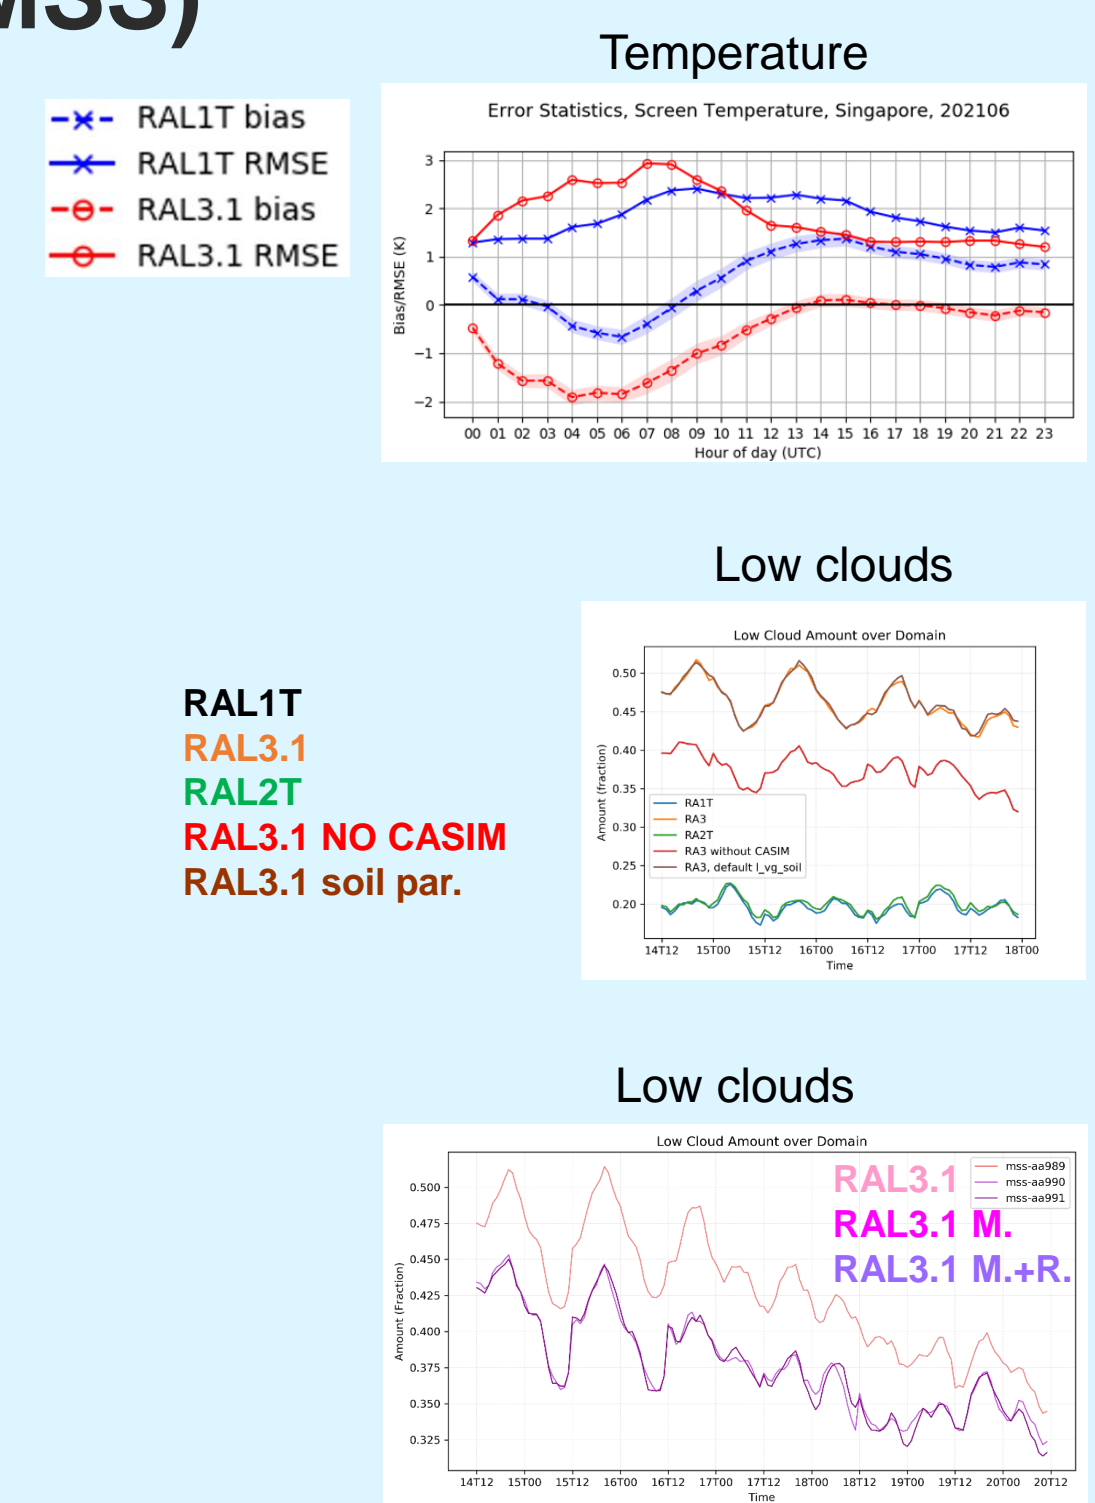 MSS)
Temperature
RAL1T bias
RAL1T RMSE
RAL3.1 bias
RAL3.1 RMSE
Error Statistics, Screen Temperature, Singapore, 202106
Bias/RMSE (K)
3
2
1
0
−1
−2
00 01 02 03 04 05 06 07 08 09 10 11 12 13 14 15 16 17 18 19 20 21 22 23
Hour of day (UTC)
Low clouds
RAL1T
RAL3.1
RAL2T
RAL3.1 NO CASIM
RAL3.1 soil par.
Low Cloud Amount over Domain
Amount (fraction)
0.50
0.45
0.40
0.35
0.30
0.25
0.20
RA1T
RA3
RA2T
RA3 without CASIM
RA3, default l_vg_soil
14T12 15T00 15T12 16T00 16T12 17T00 17T12 18T00
Time
Low clouds
Low Cloud Amount over Domain
Amount (Fraction)
0.500
0.475
0.450
0.425
0.400
0.375
0.350
0.325
RAL3.1
RAL3.1 M.
RAL3.1 M.+R.
mss-aa989
mss-aa990
mss-aa991
14T12 15T00 15T12 16T00 16T12 17T00 17T12 18T00 18T12 19T00 19T12 20T00 20T12
Time